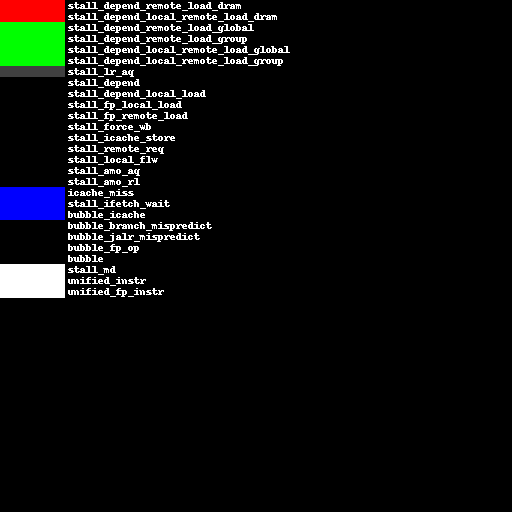 stall_depend_remote_load_dram
stall_depend_local_remote_load_dram
stall_depend_remote_load_global
stall_depend_remote_load_group
stall_depend_local_remote_load_global
stall_depend_local_remote_load_group
stall_lr_aq
stall_depend
stall_depend_local_load
stall_fp_local_load
stall_fp_remote_load
stall_force_wb
stall_icache_store
stall_remote_req
stall_local_flw
stall_amo_aq
stall_amo_rl
icache_miss
stall_ifetch_wait
bubble_icache
bubble_branch_mispredict
bubble_jalr_mispredict
bubble_fp_op
bubble
stall_md
unified_instr
unified_fp_instr